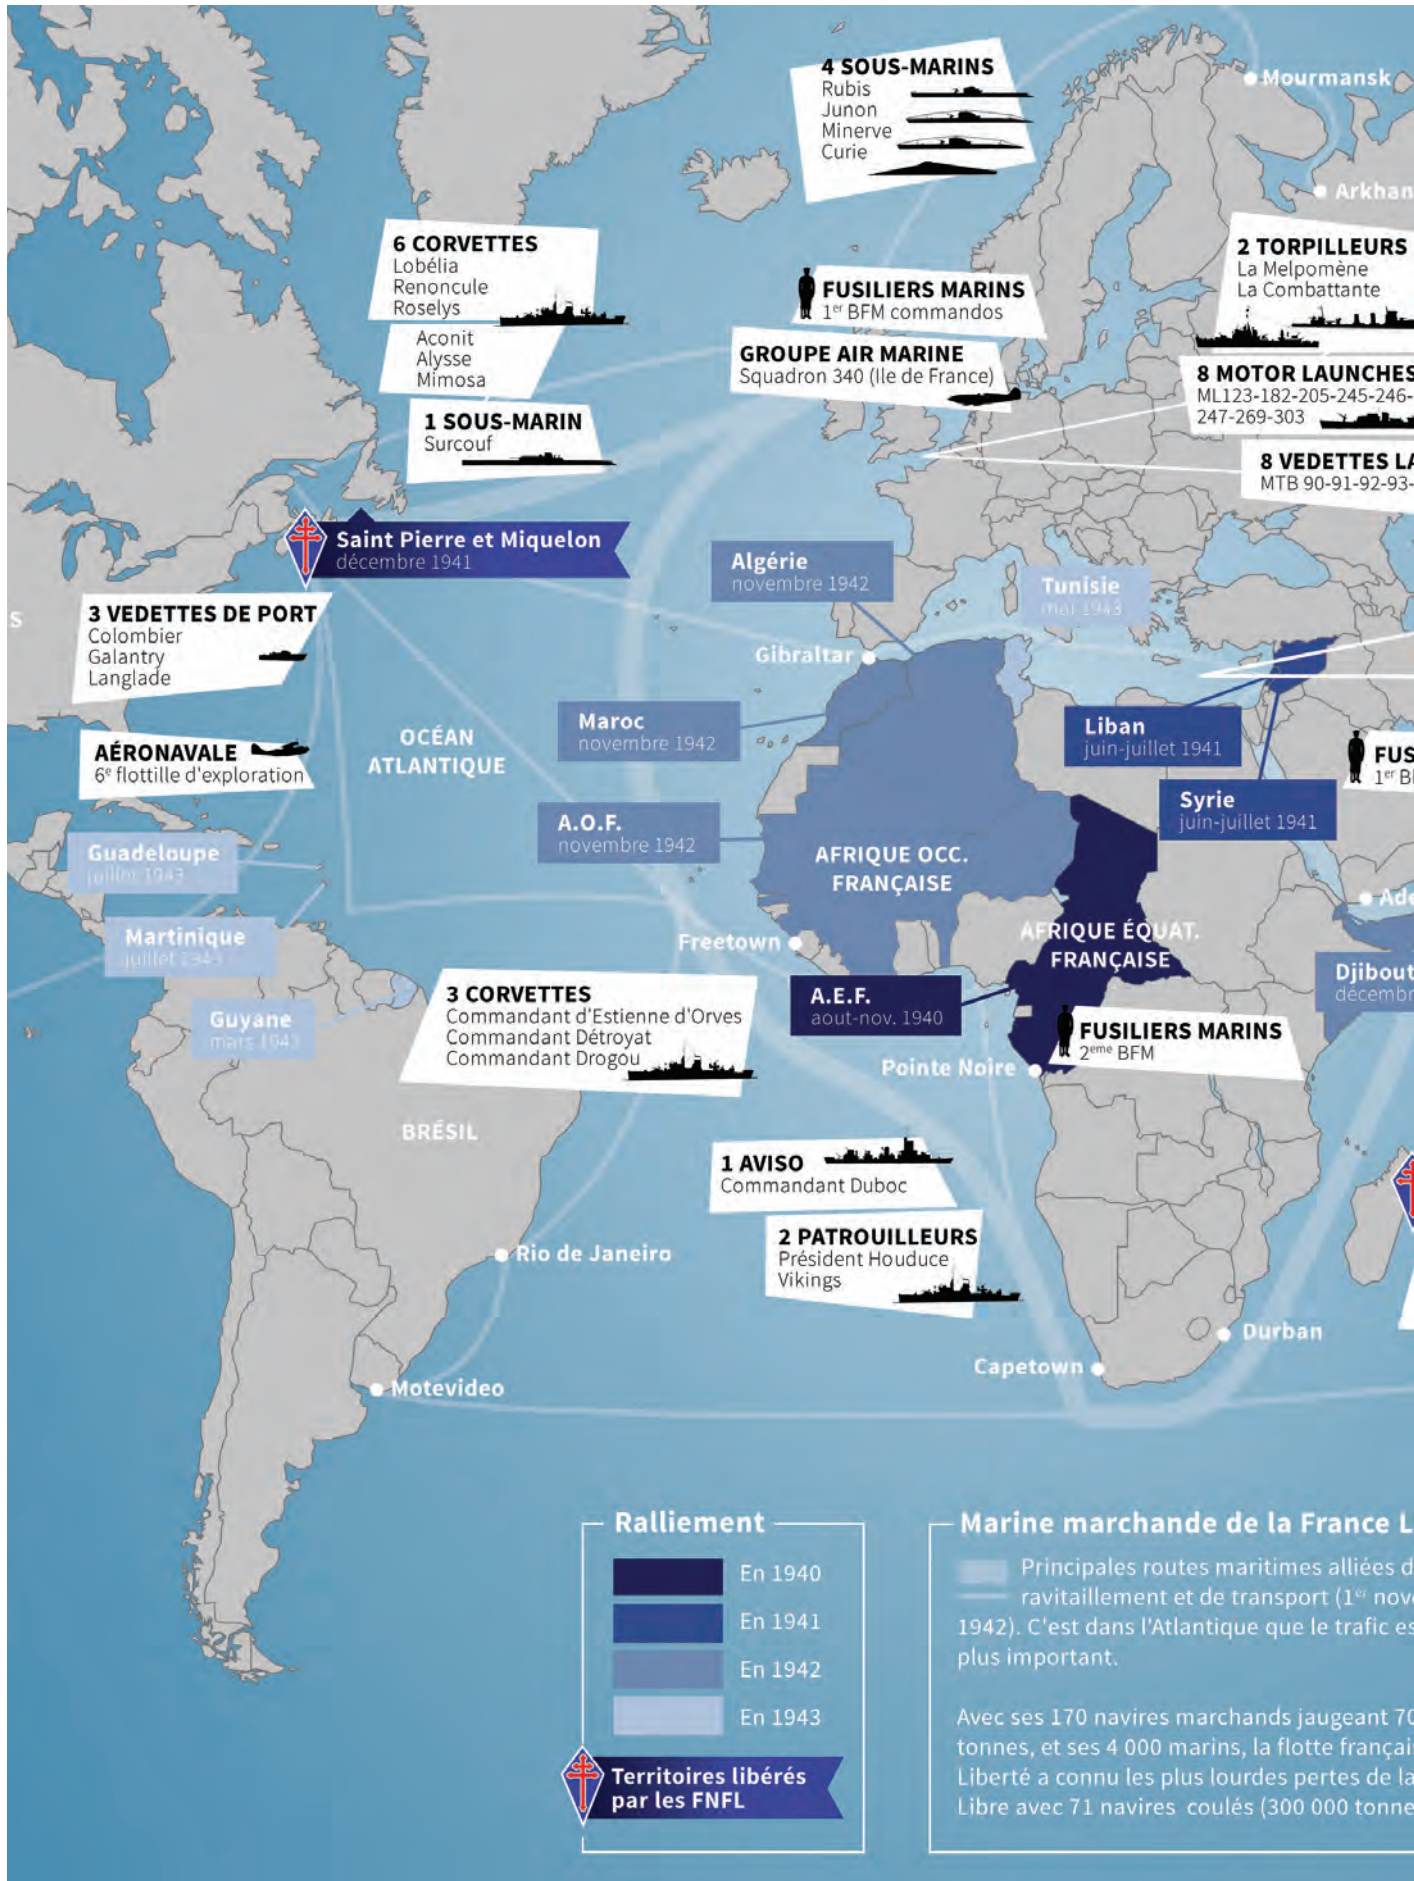 4 SOUS-MARINS
Rubis
Junon
Minerve
Curie
Mourmansk
Arkhan
6 CORVETTES
Lobélia
Renoncule
Roselys
Aconit
Alysse
Mimosa
1 SOUS-MARIN
Surcouf
FUSILIERS MARINS
1er BFM commandos
GROUPE AIR MARINE
Squadron 340 (Ile de France)
2 TORPILLEURS
La Melpomène
La Combattante
8 MOTOR LAUNCHES
ML123-182-205-245-246-
247-269-303
8 VEDETTES LA
MTB 90-91-92-93-
Saint Pierre et Miquelon
décembre 1941
3 VEDETTES DE PORT
Colombier
Galantry
Langlade
S
AÉRONAVALE
6e flottille d'exploration
OCÉAN
ATLANTIQUE
Algérie
novembre 1942
Tunisie
mai 1943
Gibraltar
Maroc
novembre 1942
Liban
juin-juillet 1941
Syrie
juin-juillet 1941
FUS
1er B
A.O.F.
novembre 1942
AFRIQUE OCC.
FRANÇAISE
Guadeloupe
juillet 1943
Martinique
juillet 1943
Guyane
mars 1943
Freetown
Ade
AFRIQUE ÉQUAT.
FRANÇAISE
Djibout
décembr
A.E.F.
aout-nov. 1940
3 CORVETTES
Commandant d'Estienne d'Orves
Commandant Détroyat
Commandant Drogou
FUSILIERS MARINS
2eme BFM
Pointe Noire
BRÉSIL
1 AVISO
Commandant Duboc
2 PATROUILLEURS
Président Houduce
Vikings
Rio de Janeiro
Durban
Capetown
Motevideo
Ralliement
En 1940
En 1941
En 1942
En 1943
Territoires libérés
par les FNFL
Marine marchande de la France L
Principales routes maritimes alliées d
ravitaillement et de transport (1er nov
1942). C'est dans l'Atlantique que le trafic es
plus important.
Avec ses 170 navires marchands jaugeant 70
tonnes, et ses 4 000 marins, la flotte françai
Liberté a connu les plus lourdes pertes de la
Libre avec 71 navires coulés (300 000 tonne